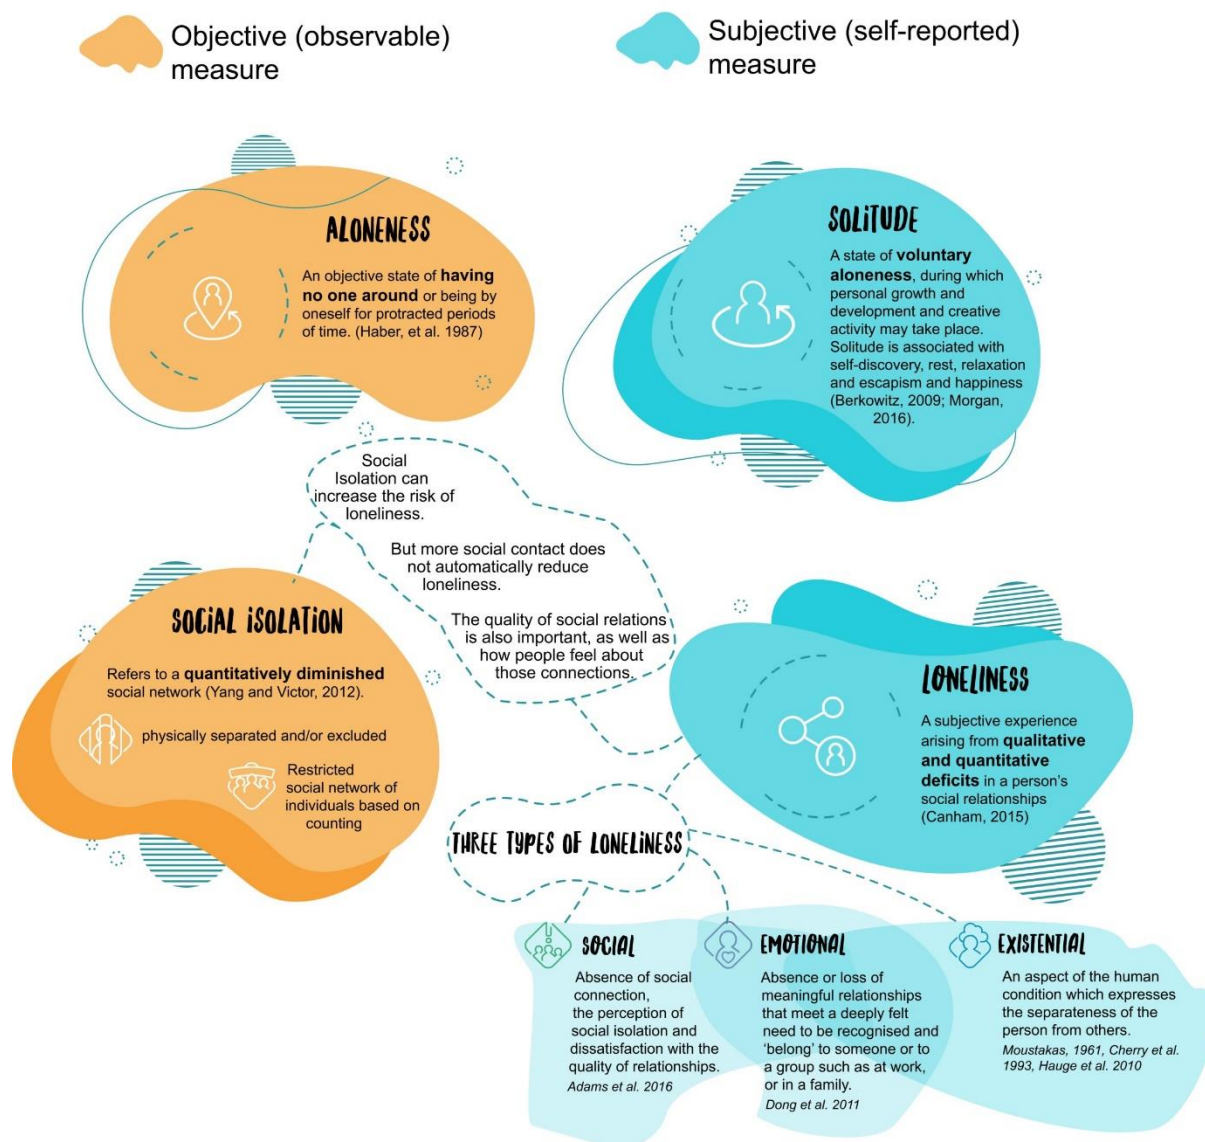 Objective (observable)
measure
Subjective (self-reported)
measure
ALONENESS
An objective state of having
no one around or being by
oneself for protracted periods
of time. (Haber, et al. 1987)
SOLITUDE
A state of voluntary
aloneness, during which
personal growth and
development and creative
activity may take place.
Solitude is associated with
self-discovery, rest, relaxation
and escapism and happiness
(Berkowitz, 2009; Morgan,
2016).
Social
Isolation can
increase the risk of
loneliness.
But more social contact does
not automatically reduce
loneliness.
The quality of social relations
is also important, as well as
how people feel about
those connections.
SOCIAL ISOLATION
Refers to a quantitatively diminished
social network (Yang and Victor, 2012).
physically separated and/or excluded
Restricted
social network of
individuals based on
counting
LONELINESS
A subjective experience
arising from qualitative
and quantitative
deficits in a person's
social relationships
(Canham, 2015)
THREE TYPES OF LONELINESS
SOCIAL
Absence of social
connection,
the perception of
social isolation and
dissatisfaction with the
quality of relationships.
Adams et al. 2016
EMOTIONAL
Absence or loss of
meaningful relationships
that meet a deeply felt
need to be recognised and
‘belong’ to someone or to
a group such as at work,
or in a family.
Dong et al. 2011
EXISTENTIAL
An aspect of the human
condition which expresses
the separateness of the
person from others.
Moustakas, 1961, Cherry et al.
1993, Hauge et al. 2010